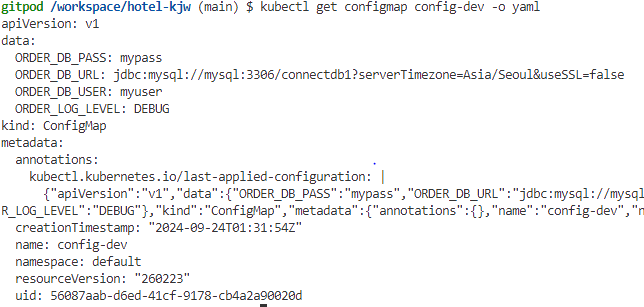 gitpod /workspace/hotel-kjw (main) $ kubectl get configmap config-dev -o yaml
apiVersion: v1
data:
  ORDER_DB_PASS: mypass
  ORDER_DB_URL: jdbc:mysql://mysql:3306/connectdb1?serverTimezone=Asia/Seoul&useSSL=false
  ORDER_DB_USER: myuser
  ORDER_LOG_LEVEL: DEBUG
kind: ConfigMap
metadata:
  annotations:
    kubectl.kubernetes.io/last-applied-configuration: |
      {"apiVersion":"v1","data":{"ORDER_DB_PASS":"mypass","ORDER_DB_URL":"jdbc:mysql://mysql
R_LOG_LEVEL":"DEBUG"},"kind":"ConfigMap","metadata":{"annotations":{},"name":"config-dev","n
  creationTimestamp: "2024-09-24T01:31:54Z"
  name: config-dev
  namespace: default
  resourceVersion: "260223"
  uid: 56087aab-d6ed-41cf-9178-cb4a2a90020d